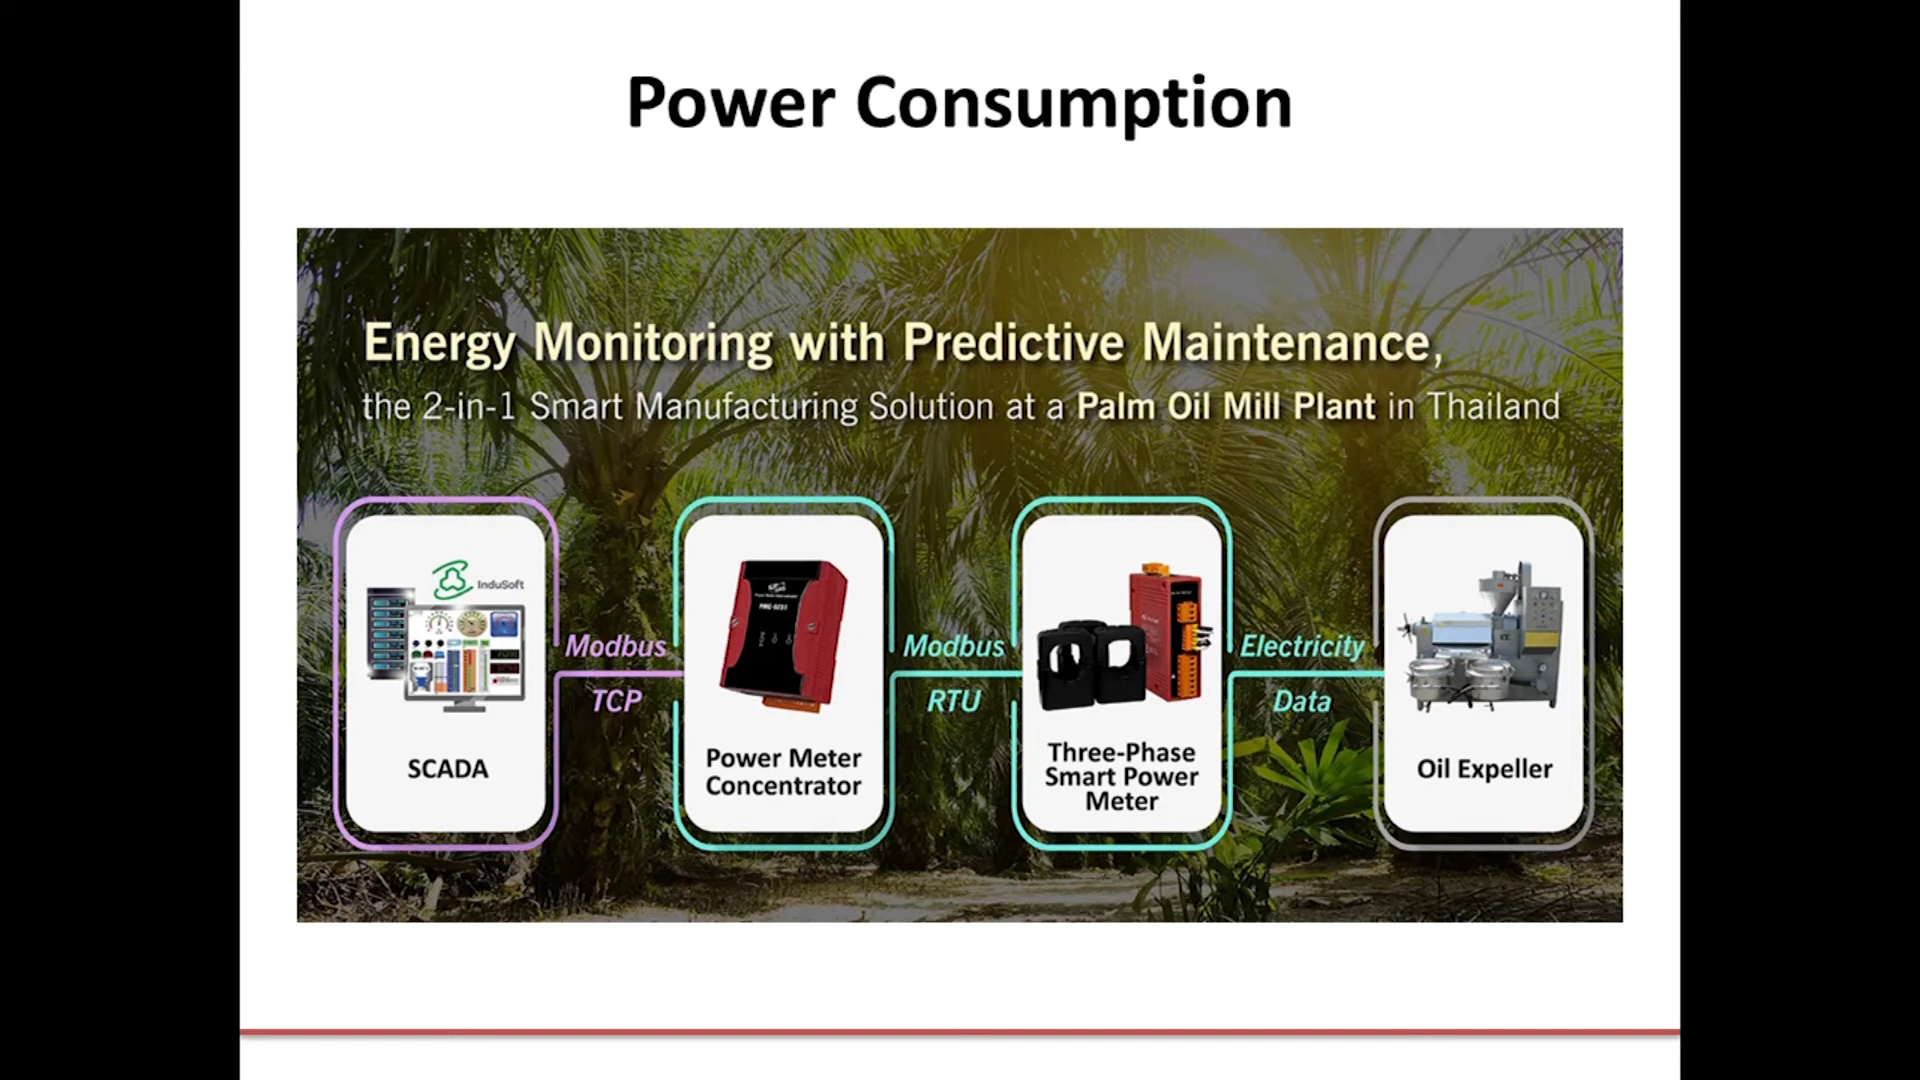 Power Consumption
Energy Monitoring with Predictive Maintenance,
the 2-in-1 Smart Manufacturing Solution at a Palm Oil Mill Plant in Thailand
InduSoft
SCADA
Modbus
TCP
Power Meter
Concentrator
Modbus
RTU
Three-Phase
Smart Power
Meter
Electricity
Data
Oil Expeller